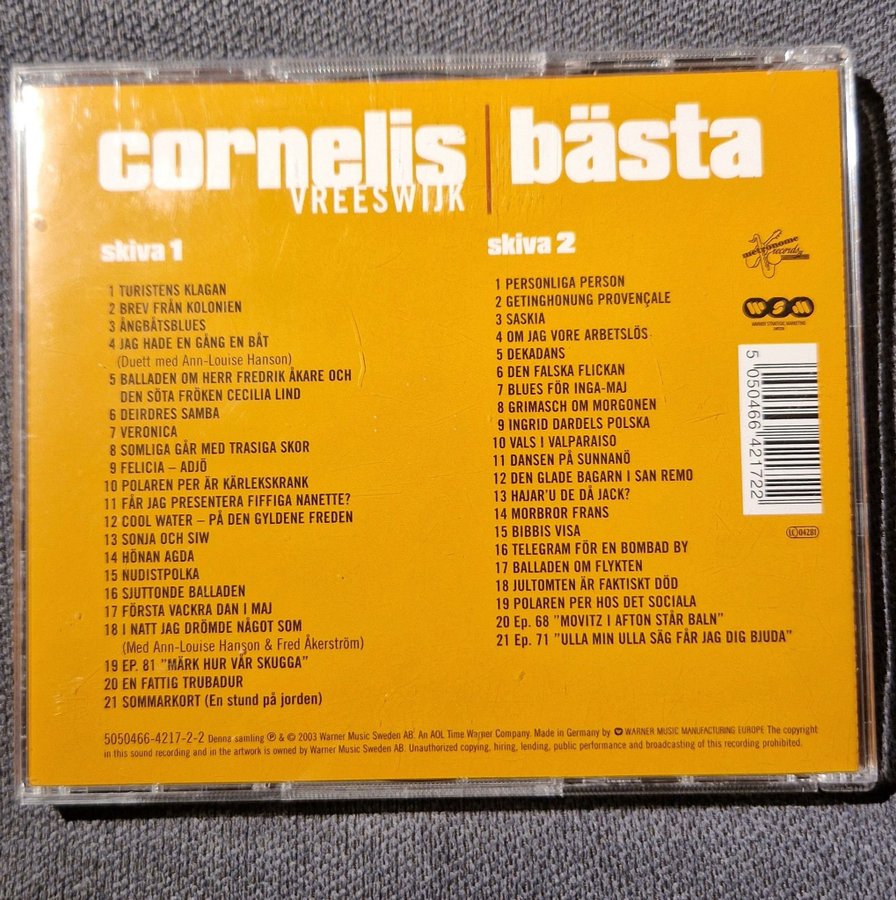 cornelis
VREESWIJK
bästa
skiva 1
1 TURISTENS KLAGAN
2 BREV FRÅN KOLONIEN
3 ÅNGBÅTSBLUES
4 JAG HADE EN GÅNG EN BÅT
(Duett med Ann-Louise Hanson)
5 BALLADEN OM HERR FREDRIK ÅKARE OCH
DEN SÖTA FRÖKEN CECILIA LIND
6 DEIRDRES SAMBA
7 VERONICA
8 SOMLIGA GÅR MED TRASIGA SKOR
9 FELICIA – ADJÖ
10 POLAREN PER ÄR KÄRLEKSKRANK
11 FÅR JAG PRESENTERA FIFFIGA NANETTE?
12 COOL WATER – PÅ DEN GYLDENE FREDEN
13 SONJA OCH SIW
14 HÖNAN AGDA
15 NUDISTPOLKA
16 SJUTTONDE BALLADEN
17 FÖRSTA VACKRA DAN I MAJ
18 I NATT JAG DRÖMDE NÅGOT SOM
(Med Ann-Louise Hanson & Fred Åkerström)
19 EP. 81 "MÄRK HUR VÅR SKUGGA"
20 EN FATTIG TRUBADUR
21 SOMMARKORT (En stund på jorden)
skiva 2
1 PERSONLIGA PERSON
2 GETINGHONUNG PROVENÇALE
3 SASKIA
4 OM JAG VORE ARBETSLÖS
5 DEKADANS
6 DEN FALSKA FLICKAN
7 BLUES FÖR INGA-MAJ
8 GRIMASCH OM MORGONEN
9 INGRID DARDELS POLSKA
10 VALS I VALPARAISO
11 DANSEN PÅ SUNNANÖ
12 DEN GLADE BAGARN I SAN REMO
13 HAJAR'U DE DÅ JACK?
14 MORBROR FRANS
15 BIBBIS VISA
16 TELEGRAM FÖR EN BOMBAD BY
17 BALLADEN OM FLYKTEN
18 JULTOMTEN ÄR FAKTISKT DÖD
19 POLAREN PER HOS DET SOCIALA
20 Ep. 68 "MOVITZ I AFTON STÅR BALN"
21 Ep. 71 "ULLA MIN ULLA SÄG FÅR JAG DIG BJUDA"
metronome
records
WSM
WARNER STRATEGIC MARKETING
SWEDEN
5 050466 421722
LC 04281
5050466-4217-2-2 Denna samling ℗ & © 2003 Warner Music Sweden AB. An AOL Time Warner Company. Made in Germany by WARNER MUSIC MANUFACTURING EUROPE The copyright
in this sound recording and in the artwork is owned by Warner Music Sweden AB. Unauthorized copying, hiring, lending, public performance and broadcasting of this recording prohibited.